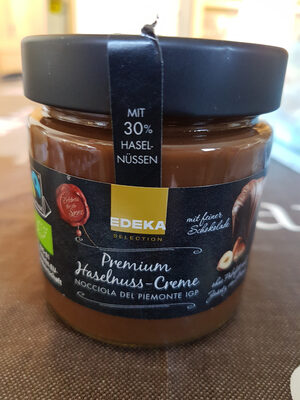 MIT
30%
HASEL-
NÜSSEN
EDEKA
SELECTION
mit feiner
Schokolade
Premium
Haselnuss-Creme
NOCCIOLA DEL PIEMONTE IGP